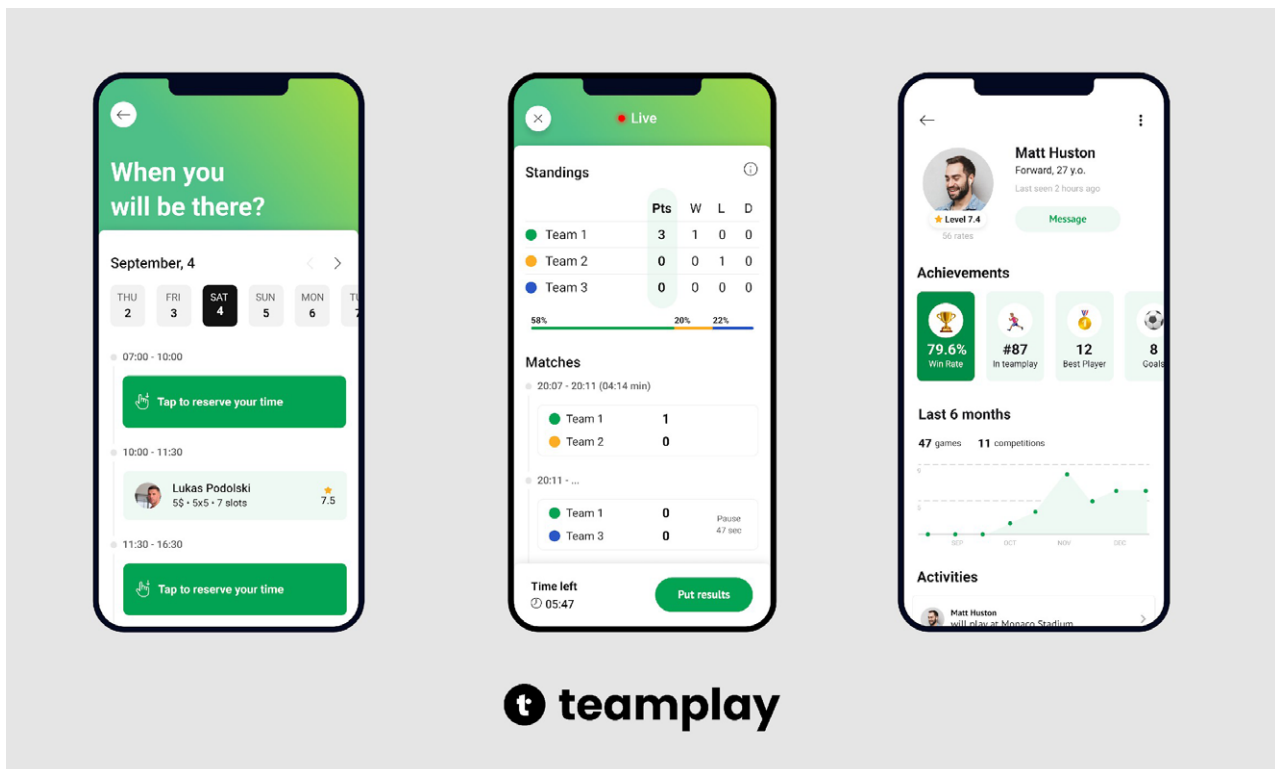 When you
will be there?
September, 4
THU FRI SAT SUN MON TU
2 3 4 5 6 7
07:00 - 10:00
Tap to reserve your time
10:00 - 11:30
Lukas Podolski
5$ • 5x5 • 7 slots
7.5
11:30 - 16:30
Tap to reserve your time
Live
Standings
Pts W L D
Team 1 3 1 0 0
Team 2 0 0 1 0
Team 3 0 0 0 0
58% 20% 22%
Matches
20:07 - 20:11 (04:14 min)
Team 1 1
Team 2 0
20:11 - ...
Team 1 0
Team 3 0
Pause
47 sec
Time left
05:47
Put results
Matt Huston
Forward, 27 y.o.
Last seen 2 hours ago
Message
Level 7.4
56 rates
Achievements
79.6% #87 12 8
Win Rate In teamplay Best Player Goals
Last 6 months
47 games 11 competitions
SEP OCT NOV DEC
Activities
Matt Huston
will play at Monaco Stadium
t teamplay